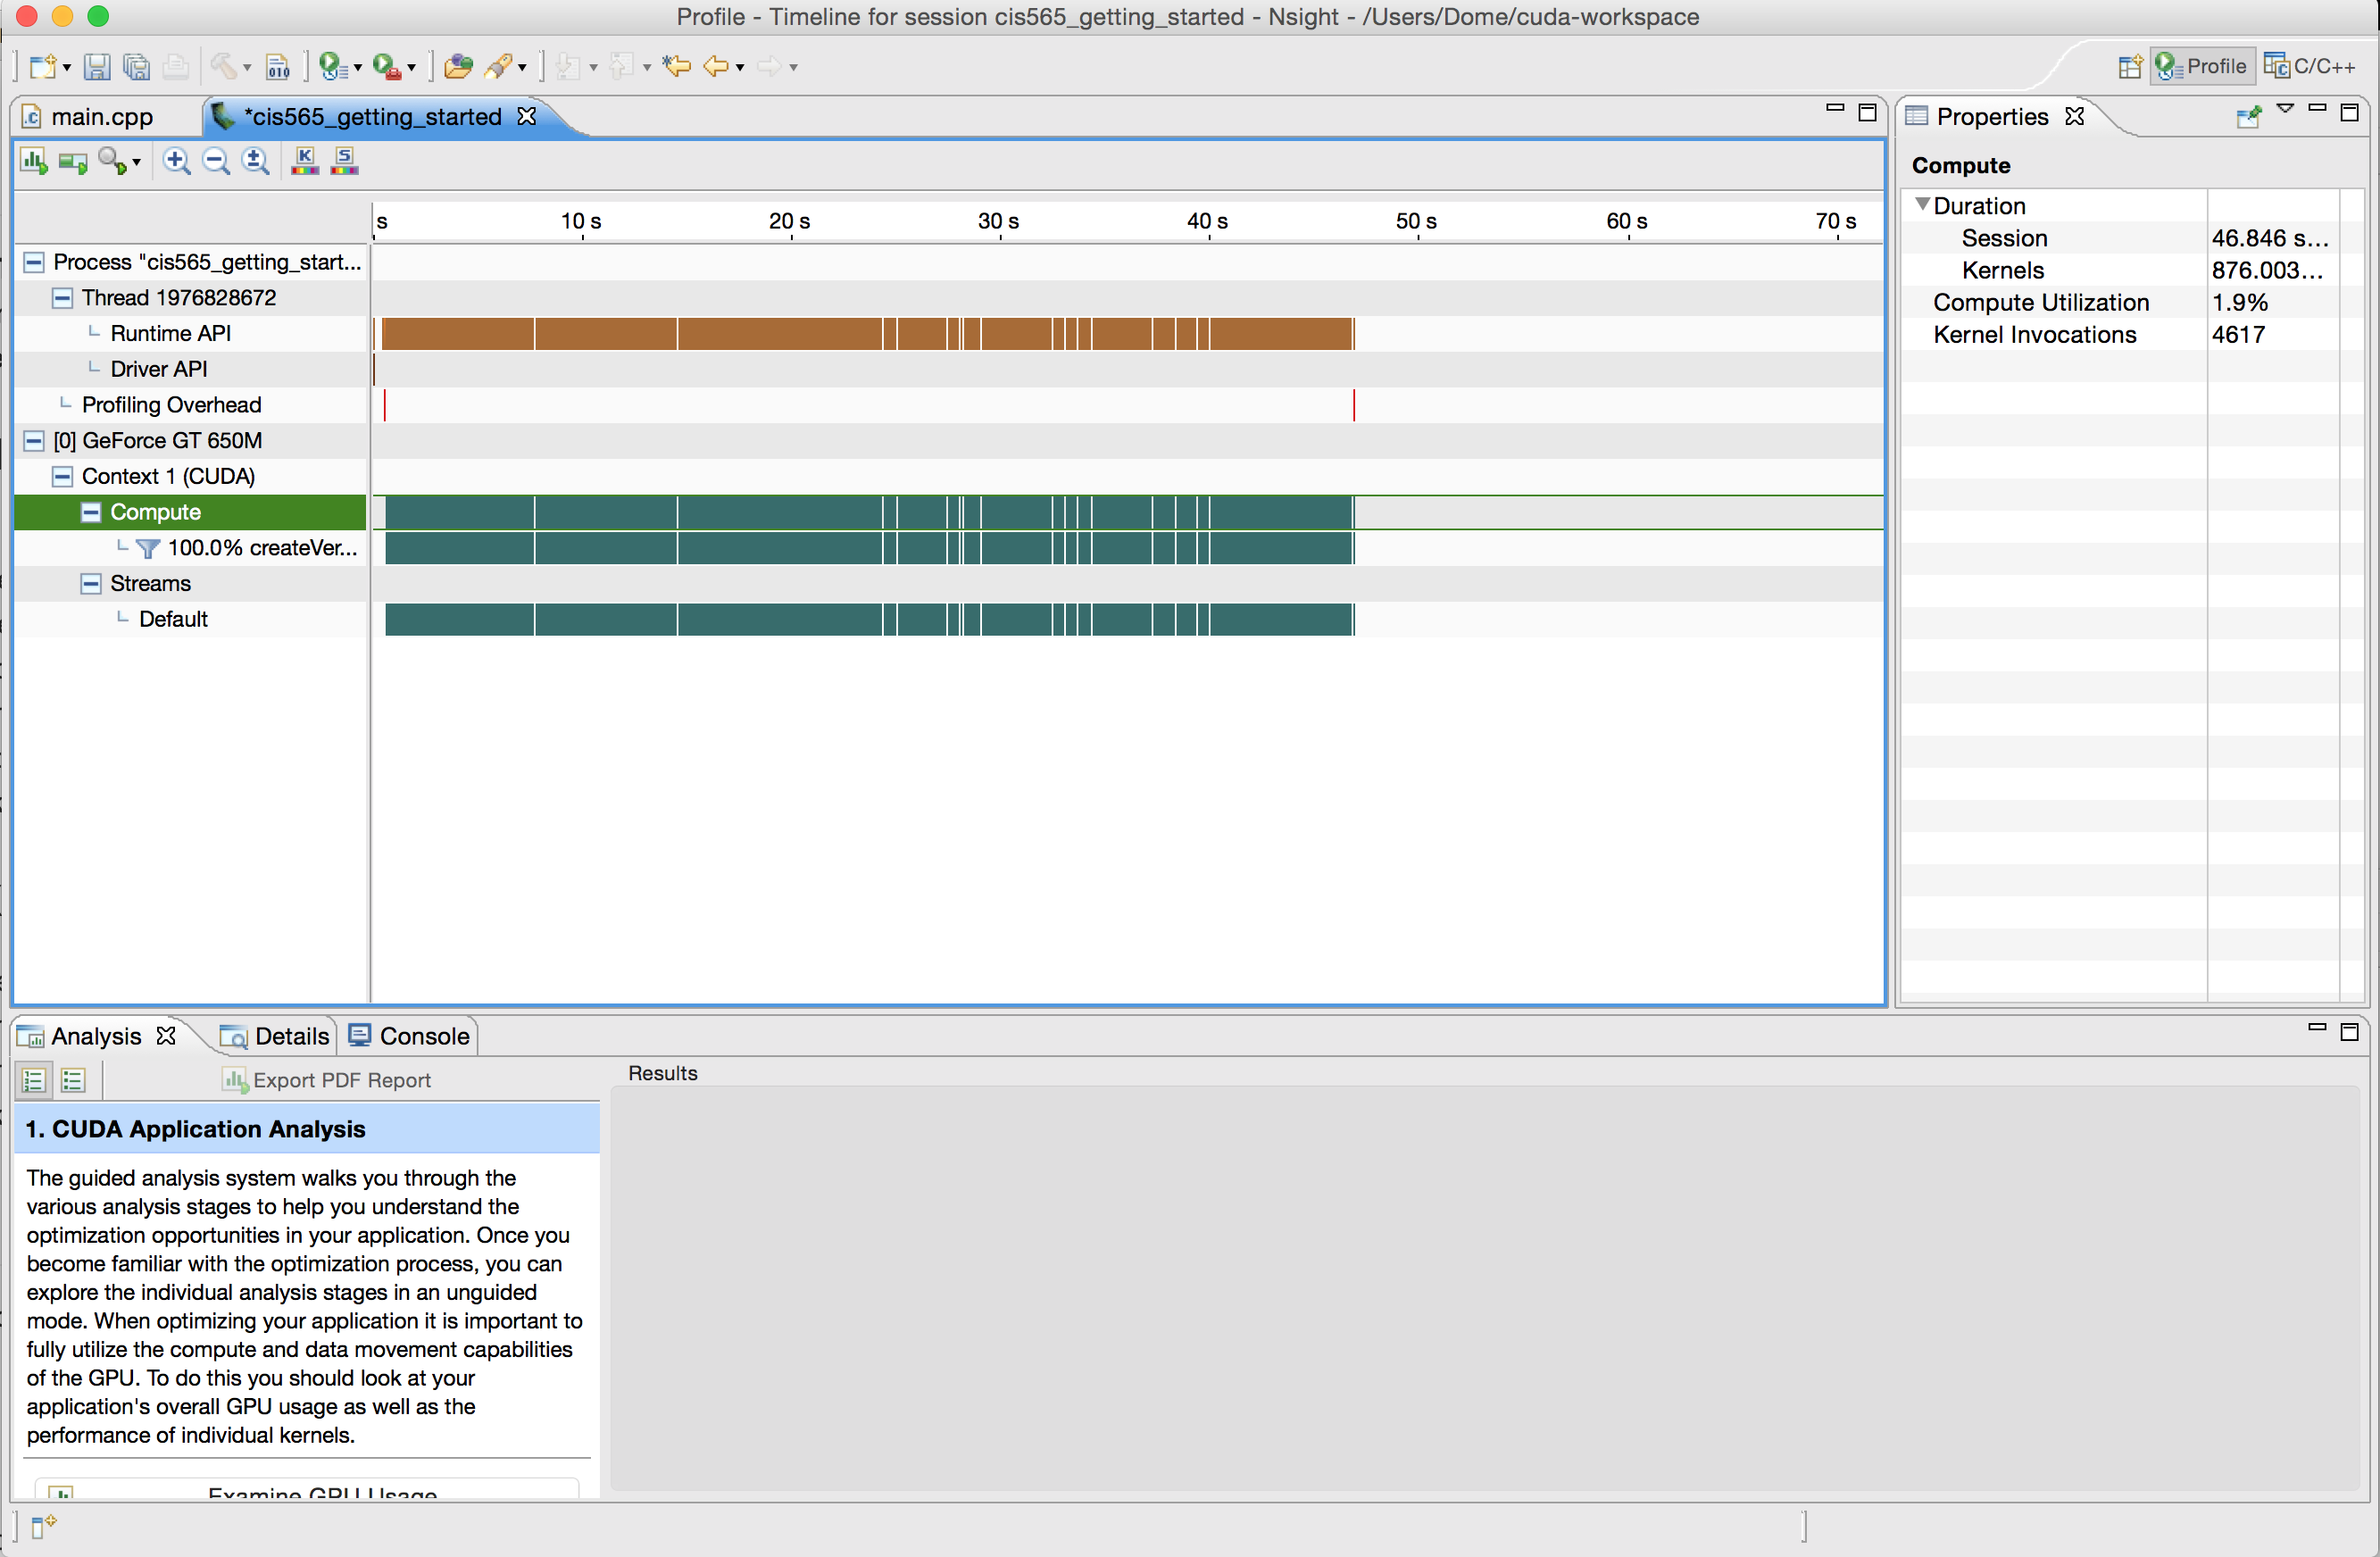 Profile - Timeline for session cis565_getting_started - Nsight - /Users/Dome/cuda-workspace
010
Profile
C/C++
main.cpp
*cis565_getting_started
Properties
K
S
Compute
s 10 s 20 s 30 s 40 s 50 s 60 s 70 s
Duration
Session 46.846 s...
Kernels 876.003...
Compute Utilization 1.9%
Kernel Invocations 4617
Process "cis565_getting_start...
Thread 1976828672
Runtime API
Driver API
Profiling Overhead
[0] GeForce GT 650M
Context 1 (CUDA)
Compute
100.0% createVer...
Streams
Default
Analysis
Details
Console
Export PDF Report
Results
1. CUDA Application Analysis
The guided analysis system walks you through the
various analysis stages to help you understand the
optimization opportunities in your application. Once you
become familiar with the optimization process, you can
explore the individual analysis stages in an unguided
mode. When optimizing your application it is important to
fully utilize the compute and data movement capabilities
of the GPU. To do this you should look at your
application's overall GPU usage as well as the
performance of individual kernels.
Examine GPU Usage